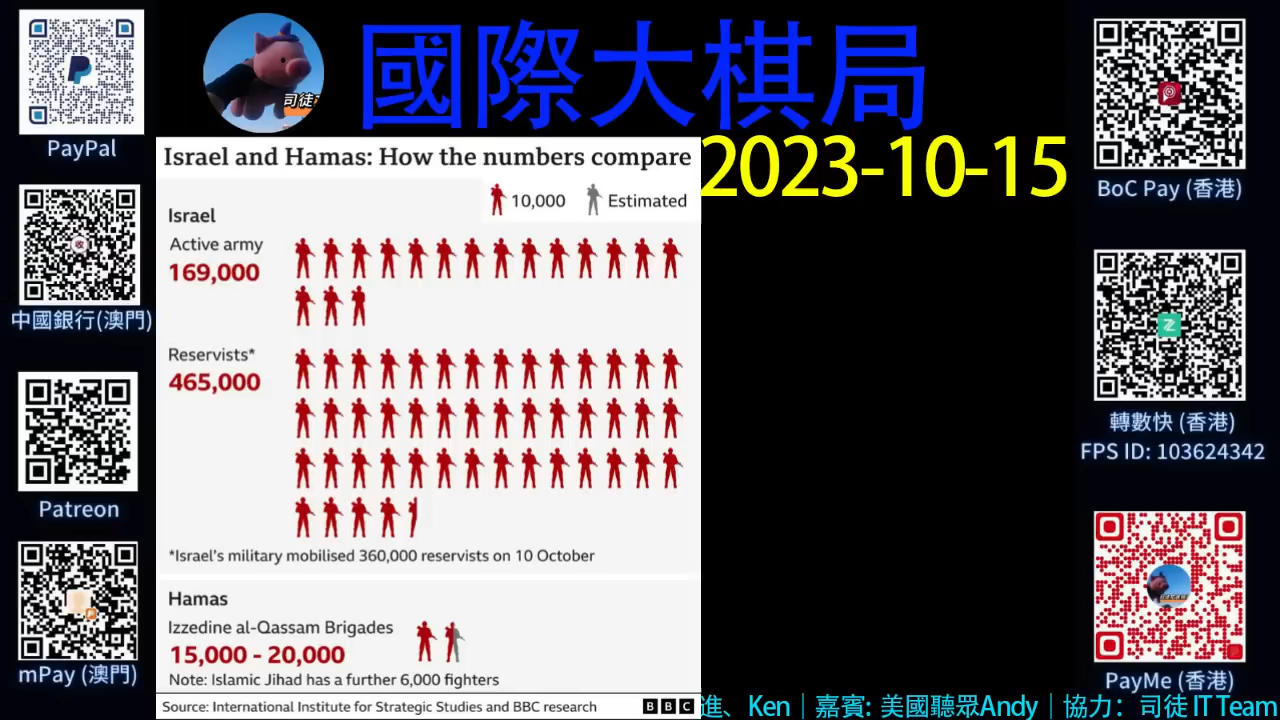 國際大棋局
2023-10-15
PayPal
中國銀行(澳門)
Patreon
mPay (澳門)
司徒
Israel and Hamas: How the numbers compare
10,000
Estimated
Israel
Active army
169,000
Reservists*
465,000
*Israel's military mobilised 360,000 reservists on 10 October
Hamas
Izzedine al-Qassam Brigades
15,000 - 20,000
Note: Islamic Jihad has a further 6,000 fighters
Source: International Institute for Strategic Studies and BBC research
BBC
BoC Pay (香港)
轉數快 (香港)
FPS ID: 103624342
PayMe (香港)
進、Ken｜嘉賓: 美國聽眾Andy｜協力: 司徒 IT Team